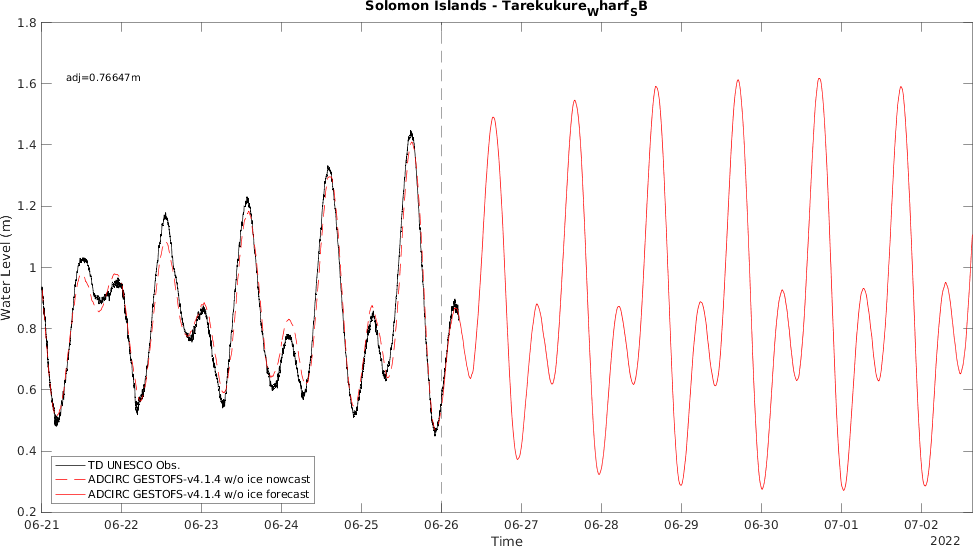 Solomon Islands - TarekukureWharfSB
1.8
adj=0.76647m
1.6
1.4
1.2
1
0.8
0.6
0.4
0.2
Water Level (m)
TD UNESCO Obs.
ADCIRC GESTOFS-v4.1.4 w/o ice nowcast
ADCIRC GESTOFS-v4.1.4 w/o ice forecast
06-21 06-22 06-23 06-24 06-25 06-26 06-27 06-28 06-29 06-30 07-01 07-02
Time
2022